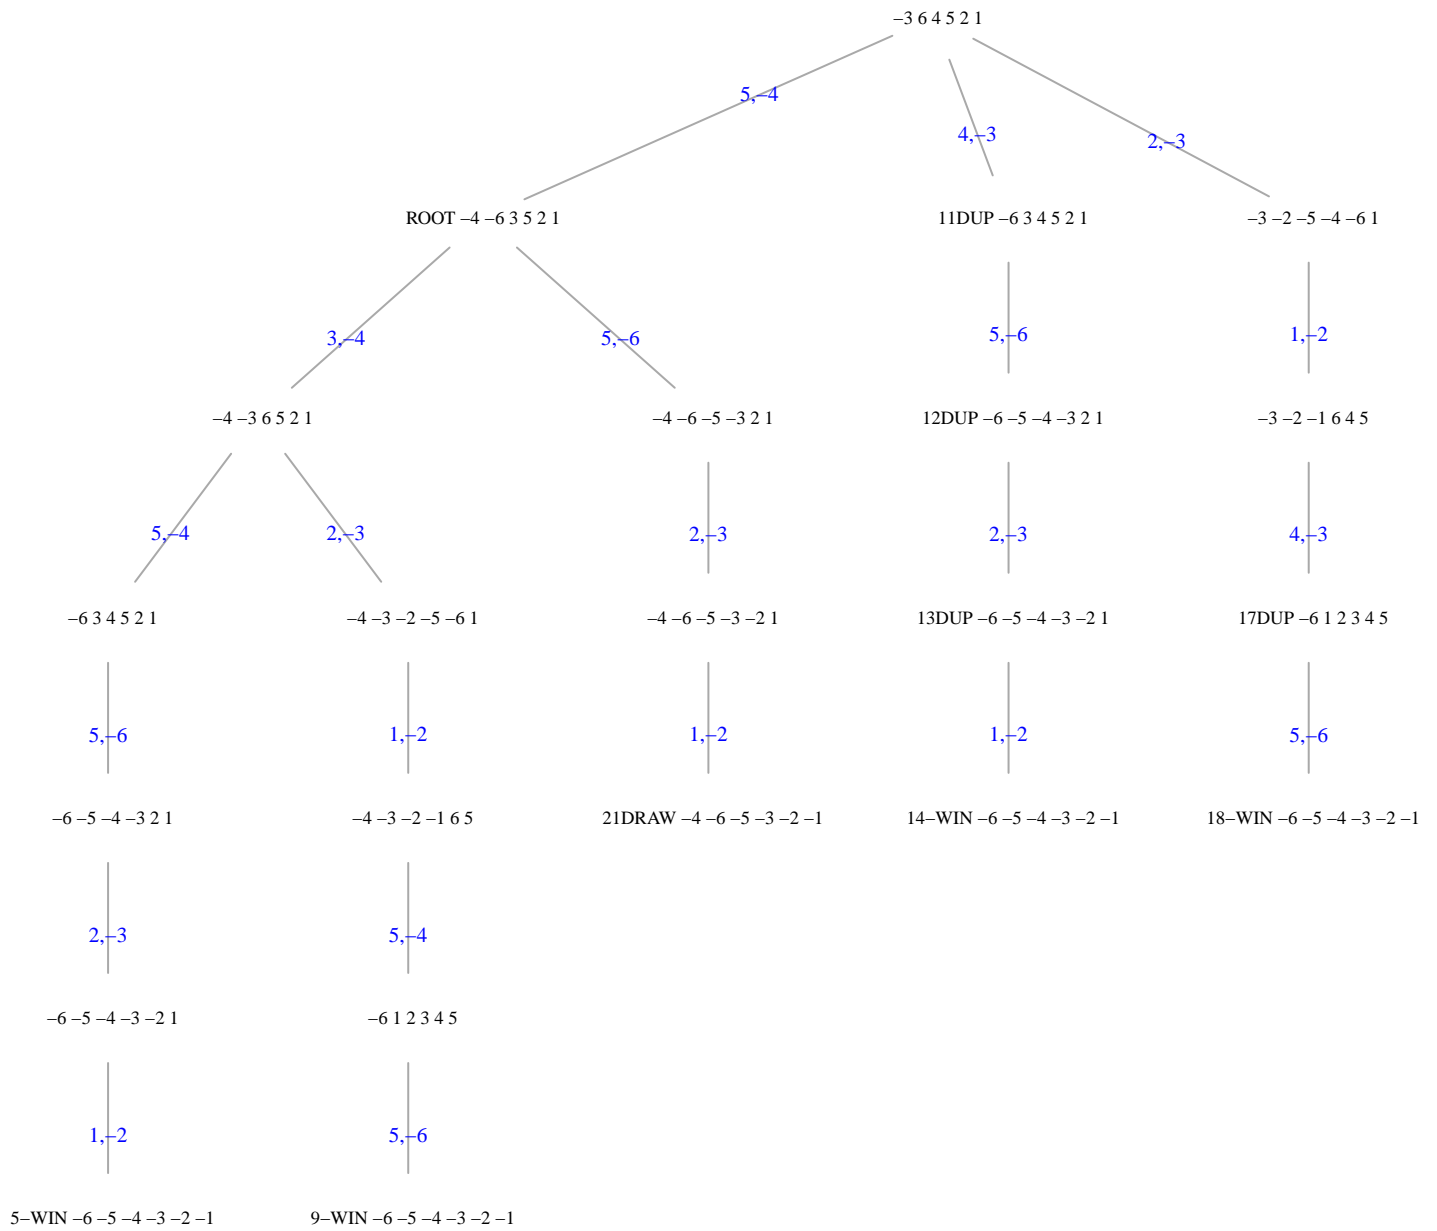 −3 6 4 5 2 1
5,−4
4,−3
2,−3
ROOT −4 −6 3 5 2 1
11DUP −6 3 4 5 2 1
−3 −2 −5 −4 −6 1
3,−4
5,−6
5,−6
1,−2
−4 −3 6 5 2 1
−4 −6 −5 −3 2 1
12DUP −6 −5 −4 −3 2 1
−3 −2 −1 6 4 5
5,−4
2,−3
2,−3
2,−3
4,−3
−6 3 4 5 2 1
−4 −3 −2 −5 −6 1
−4 −6 −5 −3 −2 1
13DUP −6 −5 −4 −3 −2 1
17DUP −6 1 2 3 4 5
5,−6
1,−2
1,−2
1,−2
5,−6
−6 −5 −4 −3 2 1
−4 −3 −2 −1 6 5
21DRAW −4 −6 −5 −3 −2 −1
14−WIN −6 −5 −4 −3 −2 −1
18−WIN −6 −5 −4 −3 −2 −1
2,−3
5,−4
−6 −5 −4 −3 −2 1
−6 1 2 3 4 5
1,−2
5,−6
5−WIN −6 −5 −4 −3 −2 −1
9−WIN −6 −5 −4 −3 −2 −1